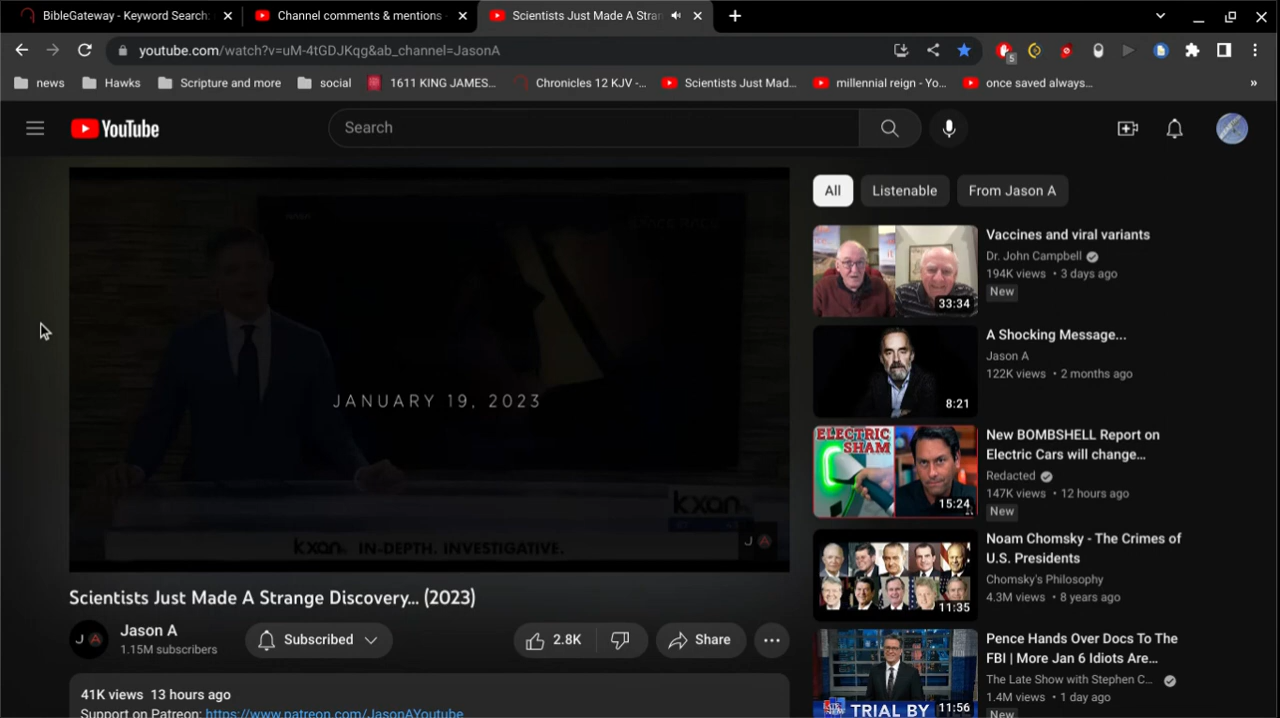 BibleGateway - Keyword Search:
Channel comments & mentions -
Scientists Just Made A Stran
youtube.com/watch?v=uM-4tGDJKqg&ab_channel=JasonA
5
news
Hawks
Scripture and more
social
1611 KING JAMES...
Chronicles 12 KJV -...
Scientists Just Mad...
millennial reign - Yo...
once saved always...
»
YouTube
Search
All
Listenable
From Jason A
JANUARY 19, 2023
kxan
J A
kxan IN-DEPTH. INVESTIGATIVE.
Scientists Just Made A Strange Discovery... (2023)
J A
Jason A
1.15M subscribers
Subscribed
2.8K
Share
41K views 13 hours ago
Support on Patreon: https://www.patreon.com/JasonAYoutube
33:34
Vaccines and viral variants
Dr. John Campbell
194K views • 3 days ago
New
8:21
A Shocking Message...
Jason A
122K views • 2 months ago
ELECTRIC
SHAM
15:24
New BOMBSHELL Report on
Electric Cars will change...
Redacted
147K views • 12 hours ago
New
11:35
Noam Chomsky - The Crimes of
U.S. Presidents
Chomsky's Philosophy
4.3M views • 8 years ago
TRIAL BY
11:56
Pence Hands Over Docs To The
FBI | More Jan 6 Idiots Are...
The Late Show with Stephen C...
1.4M views • 1 day ago
New